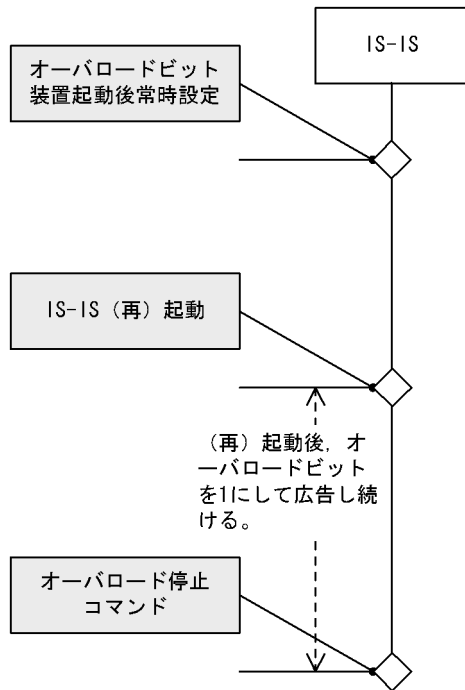 IS-IS
オーバロードビット
装置起動後常時設定
IS-IS（再）起動
（再）起動後，オ
ーバロードビット
を1にして広告し続
ける。
オーバロード停止
コマンド